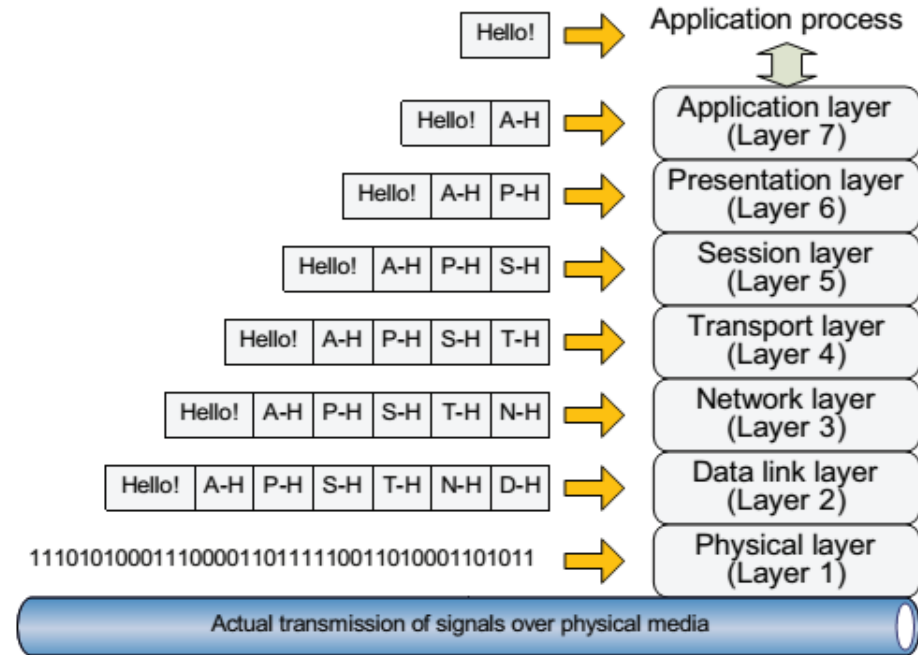 Hello! Application process
Hello! A-H Application layer
(Layer 7)
Hello! A-H P-H Presentation layer
(Layer 6)
Hello! A-H P-H S-H Session layer
(Layer 5)
Hello! A-H P-H S-H T-H Transport layer
(Layer 4)
Hello! A-H P-H S-H T-H N-H Network layer
(Layer 3)
Hello! A-H P-H S-H T-H N-H D-H Data link layer
(Layer 2)
11101010001110000110111110011010001101011 Physical layer
(Layer 1)
Actual transmission of signals over physical media